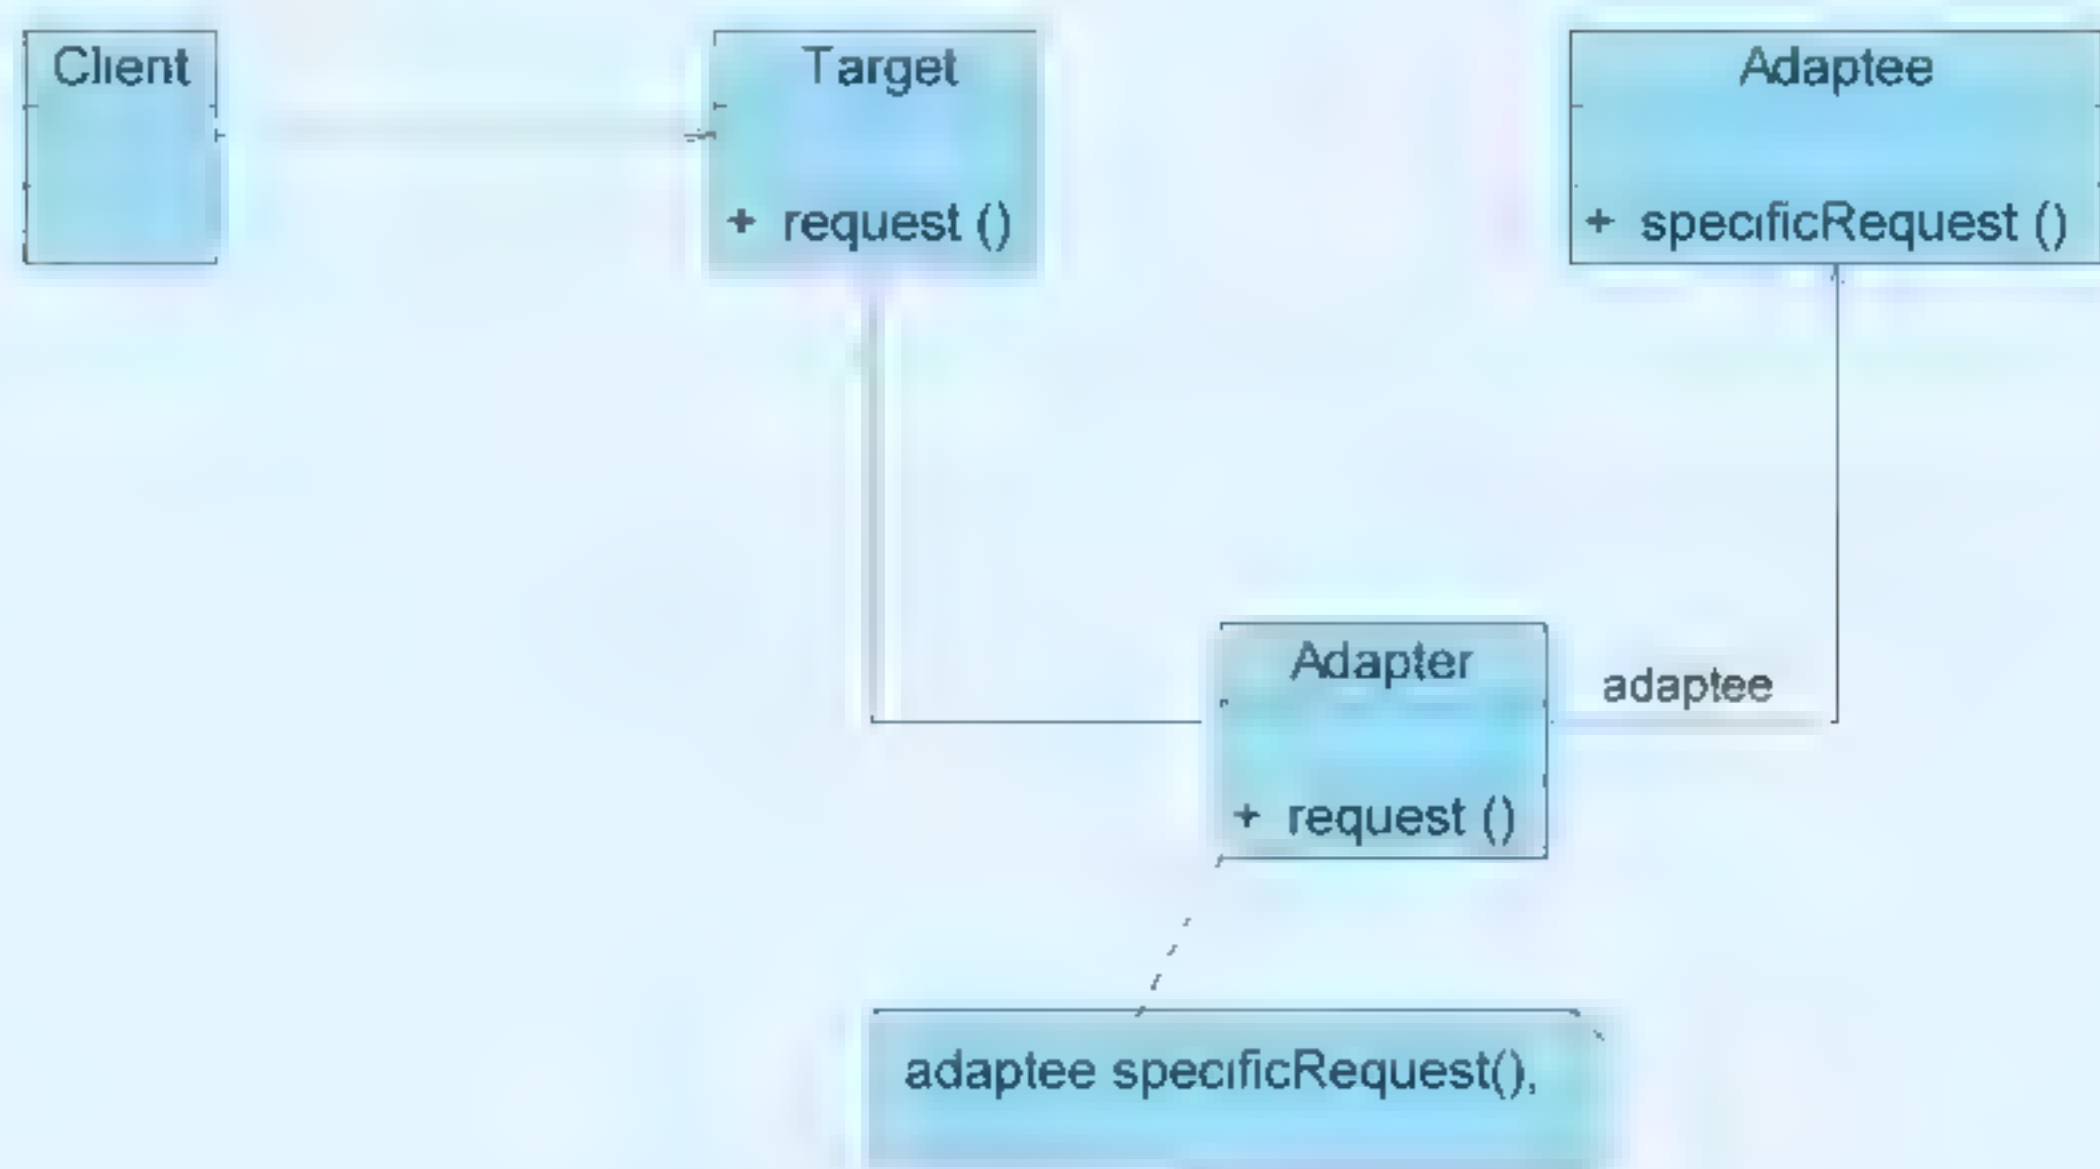 Client
Target
+ request ()
Adaptee
+ specificRequest ()
Adapter
+ request ()
adaptee
adaptee specificRequest(),